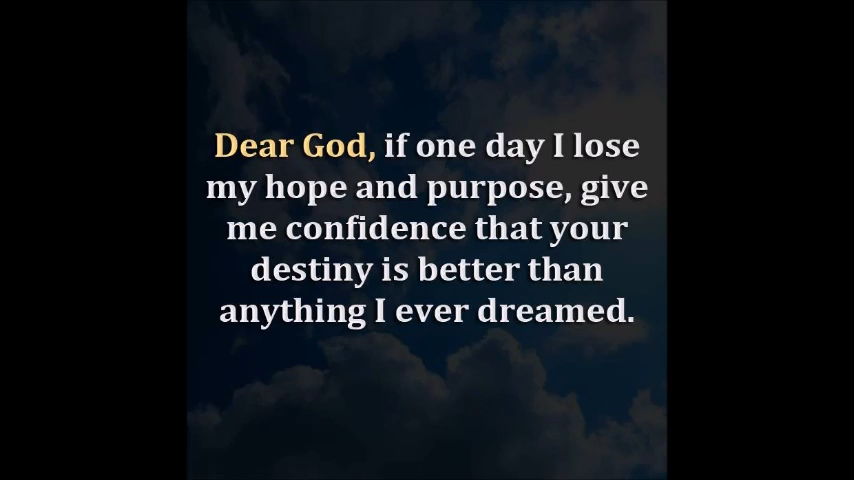 Dear God, if one day I lose
my hope and purpose, give
me confidence that your
destiny is better than
anything I ever dreamed.